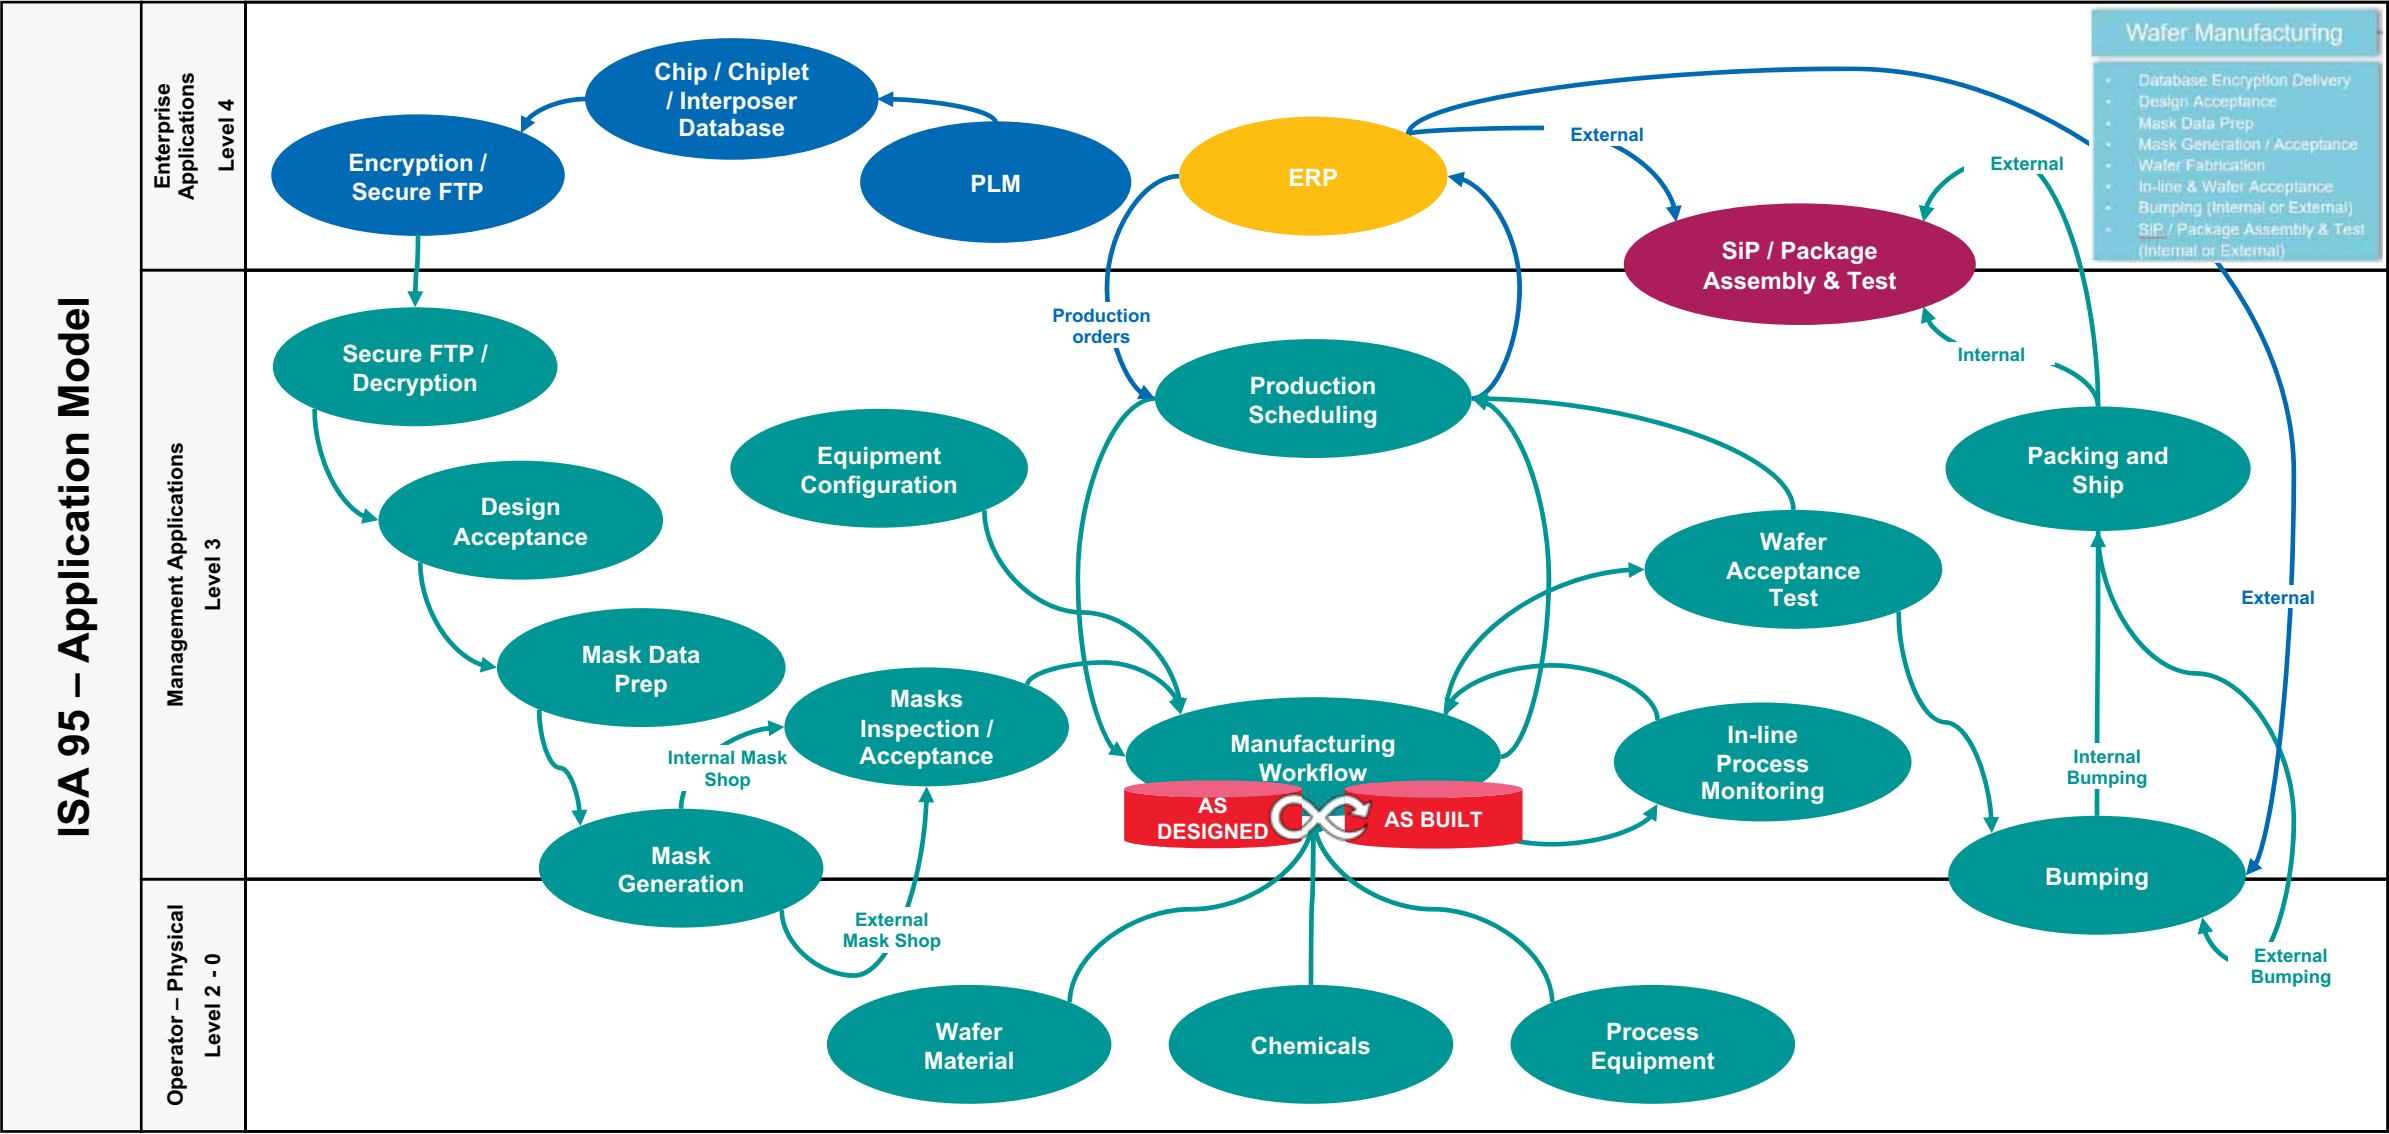 ISA 95 – Application Model
Enterprise
Applications
Level 4
Management Applications
Level 3
Operator – Physical
Level 2 - 0
Chip / Chiplet
/ Interposer
Database
Encryption /
Secure FTP
PLM
ERP
External
External
SiP / Package
Assembly & Test
Wafer Manufacturing
• Database Encryption Delivery
• Design Acceptance
• Mask Data Prep
• Mask Generation / Acceptance
• Wafer Fabrication
• In-line & Wafer Acceptance
• Bumping (Internal or External)
• SiP / Package Assembly & Test
(Internal or External)
Production
orders
Internal
Secure FTP /
Decryption
Production
Scheduling
Equipment
Configuration
Packing and
Ship
Design
Acceptance
Wafer
Acceptance
Test
External
Mask Data
Prep
Masks
Inspection /
Acceptance
Internal Mask
Shop
Manufacturing
Workflow
AS
DESIGNED
AS BUILT
In-line
Process
Monitoring
Internal
Bumping
Mask
Generation
Bumping
External
Mask Shop
External
Bumping
Wafer
Material
Chemicals
Process
Equipment